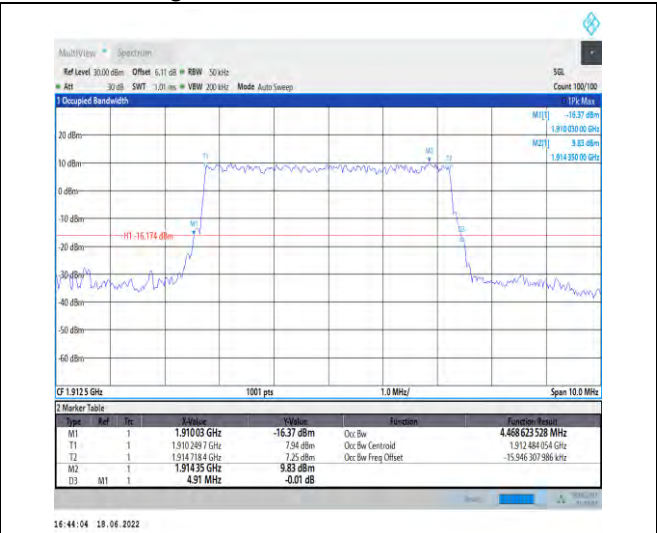 MultiView Spectrum
Ref Level 30.00 dBm Offset 6.11 dB RBW 50 kHz SGL
Att 30 dB SWT 1.01 ms VBW 200 kHz Mode Auto Sweep Count 100/100
1 Occupied Bandwidth 1Pk Max
M1[1] -16.37 dBm
1.910 030 00 GHz
M2[1] 9.83 dBm
1.914 350 00 GHz
20 dBm
10 dBm
T1 M2 T2
0 dBm
-10 dBm
M1 D3
H1 -16.174 dBm
-20 dBm
-30 dBm
-40 dBm
-50 dBm
-60 dBm
CF 1.912 5 GHz 1001 pts 1.0 MHz/ Span 10.0 MHz
2 Marker Table
Type Ref Trc X-Value Y-Value Function Function Result
M1 1 1.910 03 GHz -16.37 dBm Occ Bw 4.468 623 528 MHz
T1 1 1.910 249 7 GHz 7.94 dBm Occ Bw Centroid 1.912 484 054 GHz
T2 1 1.914 718 4 GHz 7.25 dBm Occ Bw Freq Offset -15.946 307 986 kHz
M2 1 1.914 35 GHz 9.83 dBm
D3 M1 1 4.91 MHz -0.01 dB
16:44:04 18.06.2022